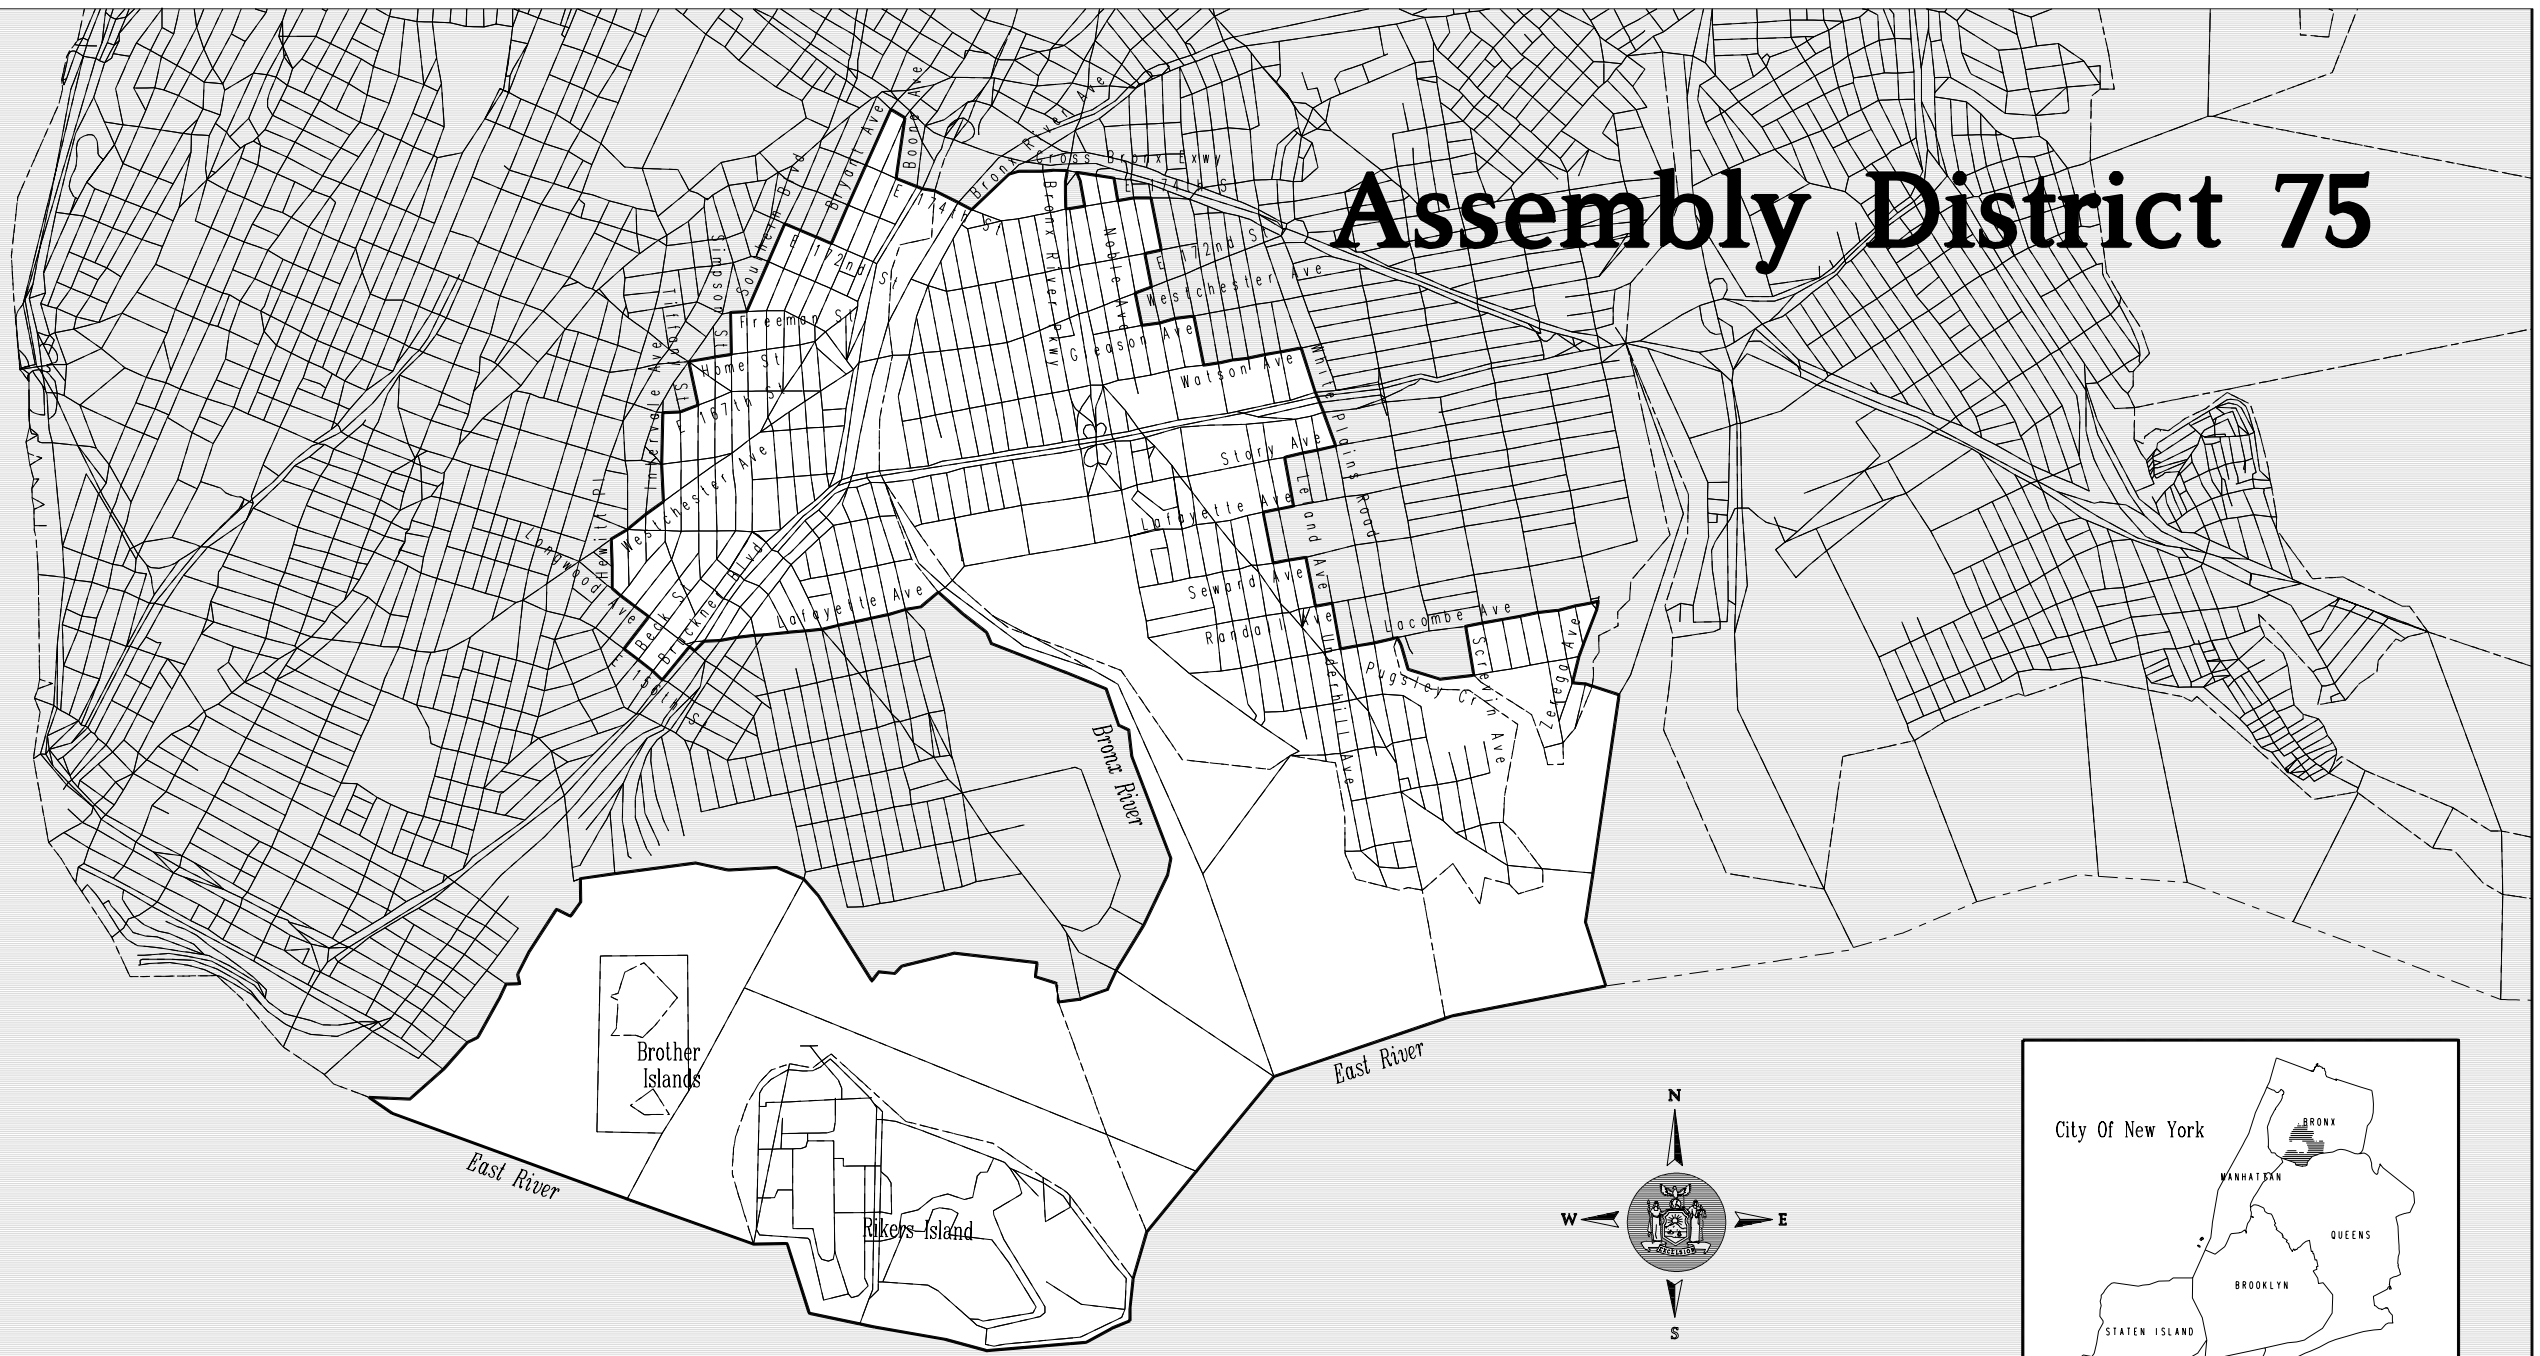 Assembly District 75
Boone Ave
Bryant Ave
Bronx River Ave
Cross Bronx Exwy
E 174th St
E 174th S
Southern Blvd
E 172nd St
E 172nd St
Bronx River Pkwy
Noble Ave
Westchester Ave
Simpson St
Tiffany St
Freeman St
Gleason Ave
Home St
Watson Ave
White Plains Road
E 167th St
Intervale Ave
Story Ave
Westchester Ave
Leland Ave
Lafayette Ave
Hewitt Pl
Longwood Ave
Bruckner Blvd
Beck St
Lafayette Ave
Seward Ave
Randall Ave
Lacombe Ave
Underhill Ave
Pugsley Crk
Screvin Ave
Zerega Ave
E 156th S
Bronx River
Brother
Islands
East River
East River
Rikers Island
N
W
E
S
EXCELSIOR
City Of New York
BRONX
MANHATTAN
QUEENS
BROOKLYN
STATEN ISLAND